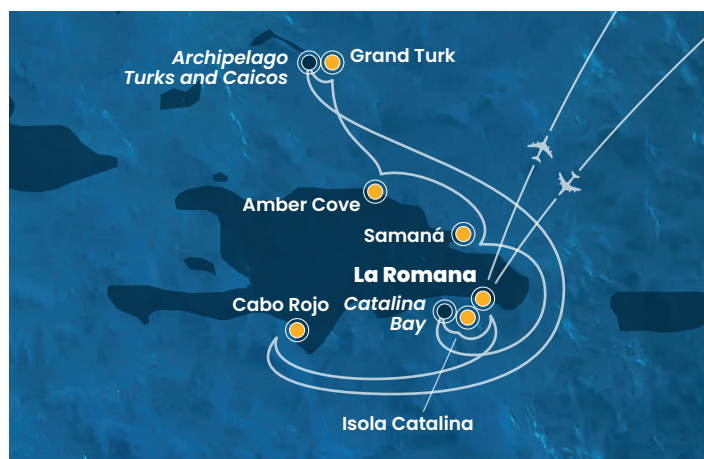 Archipelago
Turks and Caicos
Grand Turk
Amber Cove
Samaná
La Romana
Catalina
Bay
Cabo Rojo
Isola Catalina